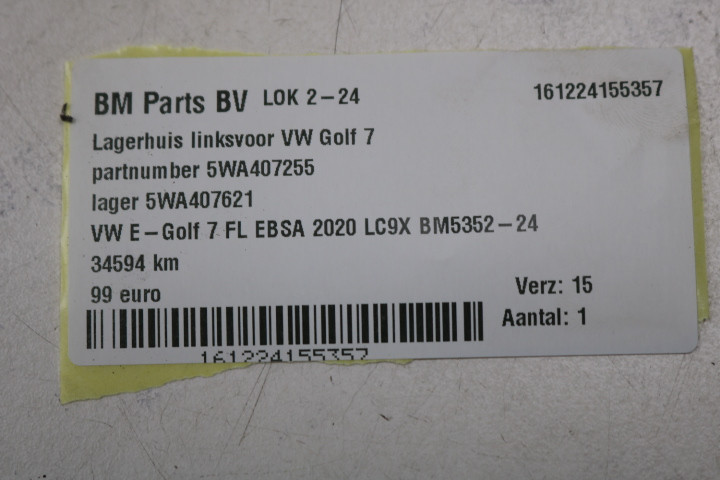 BM Parts BV LOK 2-24 161224155357
Lagerhuis linksvoor VW Golf 7
partnumber 5WA407255
lager 5WA407621
VW E-Golf 7 FL EBSA 2020 LC9X BM5352-24
34594 km
99 euro
Verz: 15
Aantal: 1
161224155357